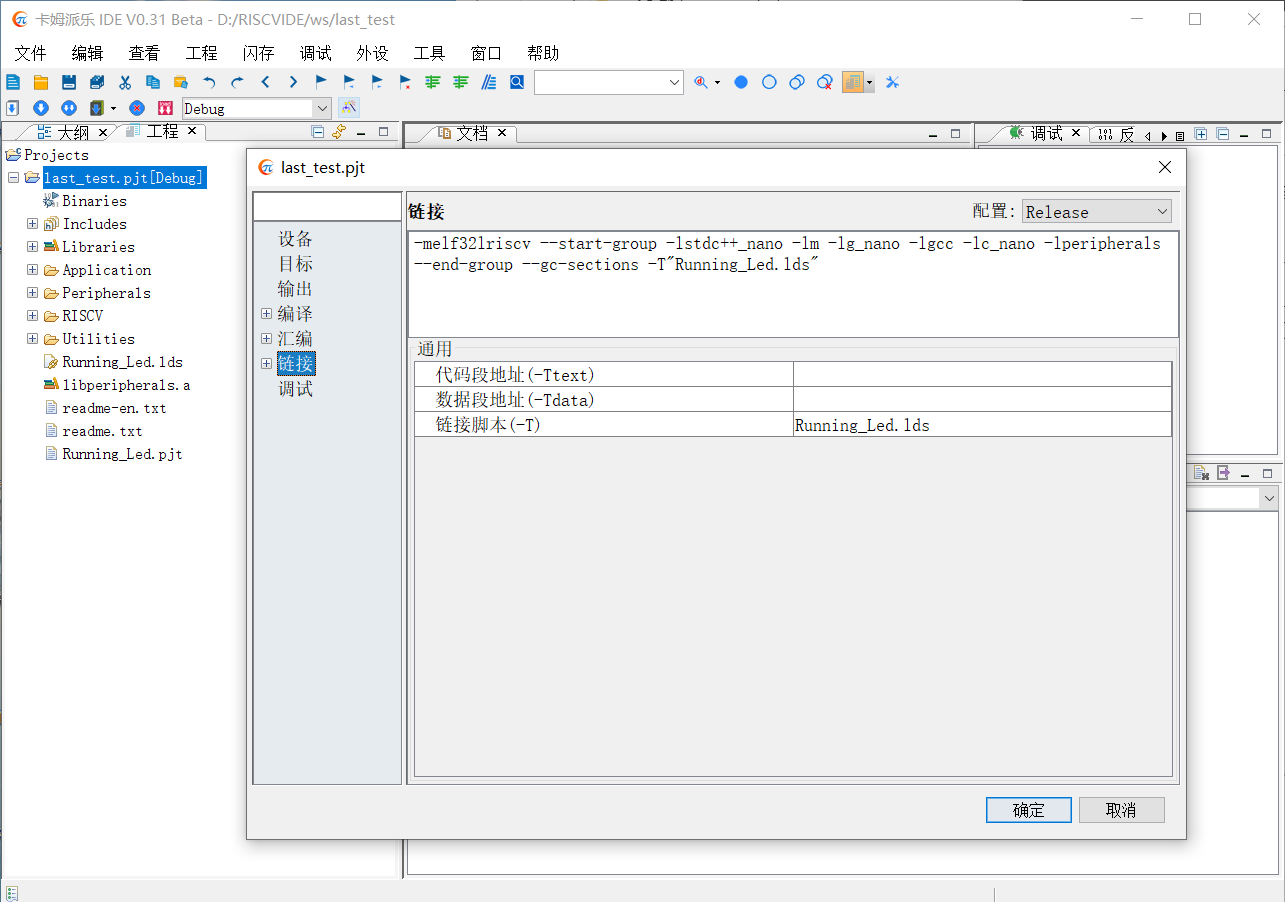 卡姆派乐 IDE V0.31 Beta - D:/RISCVIDE/ws/last_test
文件 编辑 查看 工程 闪存 调试 外设 工具 窗口 帮助
Debug
大纲 工程
文档
调试 反
Projects
last_test.pjt[Debug]
Binaries
Includes
Libraries
Application
Peripherals
RISCV
Utilities
Running_Led.lds
libperipherals.a
readme-en.txt
readme.txt
Running_Led.pjt
last_test.pjt
设备
目标
输出
编译
汇编
链接
调试
链接 配置: Release
-melf32lriscv --start-group -lstdc++_nano -lm -lg_nano -lgcc -lc_nano -lperipherals
--end-group --gc-sections -T"Running_Led.lds"
通用
代码段地址(-Ttext)
数据段地址(-Tdata)
链接脚本(-T) Running_Led.lds
确定 取消